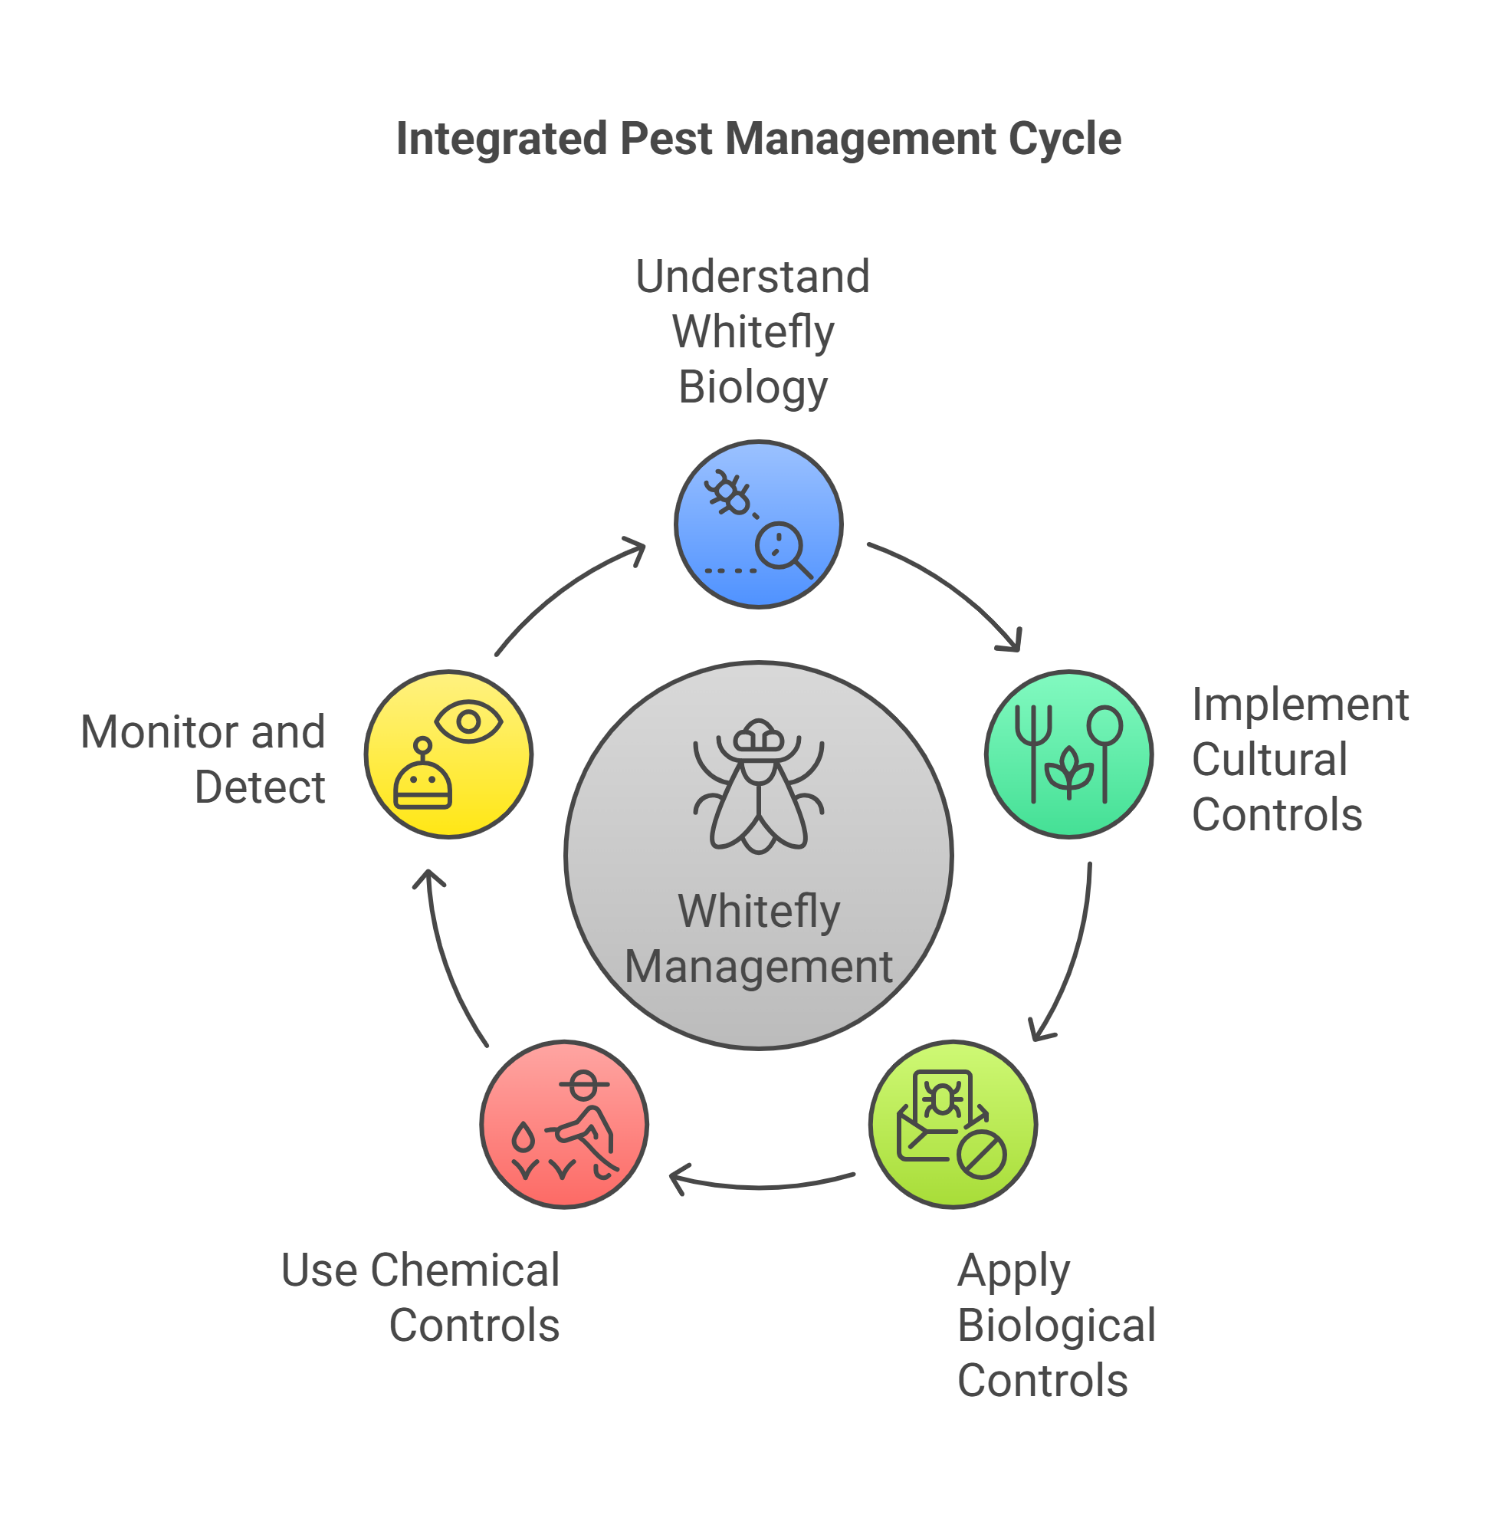 Integrated Pest Management Cycle
Understand
Whitefly
Biology
Implement
Cultural
Controls
Monitor and
Detect
Whitefly
Management
Use Chemical
Controls
Apply
Biological
Controls